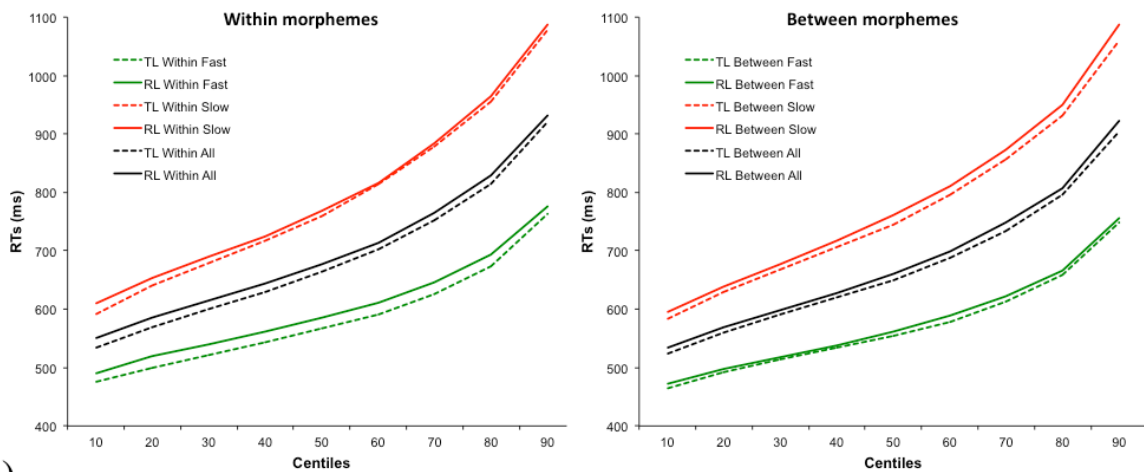 Within morphemes
1100
1000
900
800
700
600
500
400
RTs (ms)
TL Within Fast
RL Within Fast
TL Within Slow
RL Within Slow
TL Within All
RL Within All
10 20 30 40 50 60 70 80 90
Centiles
Between morphemes
1100
1000
900
800
700
600
500
400
RTs (ms)
TL Between Fast
RL Between Fast
TL Between Slow
RL Between Slow
TL Between All
RL Between All
10 20 30 40 50 60 70 80 90
Centiles
)